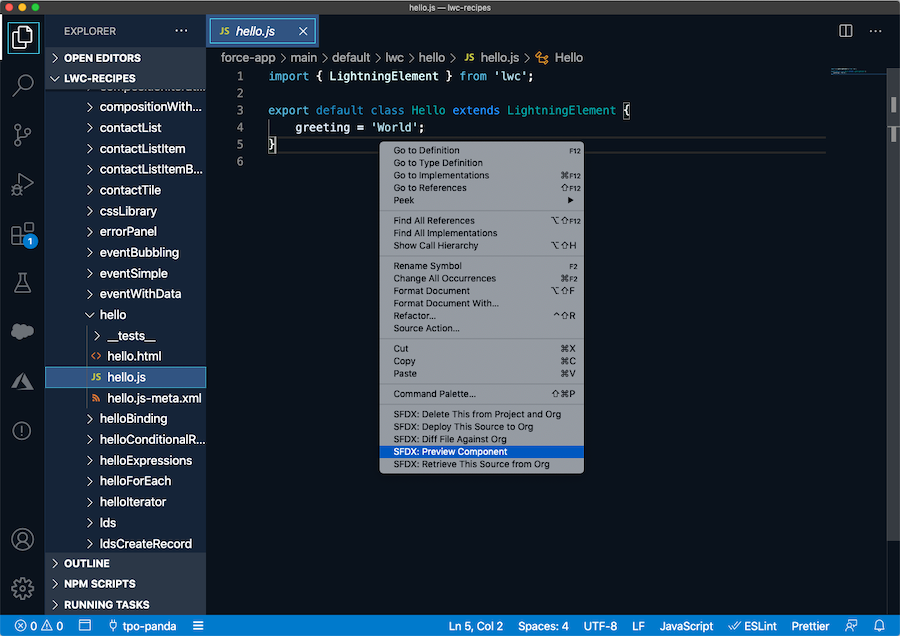 hello.js — lwc-recipes
EXPLORER
JS hello.js
OPEN EDITORS
LWC-RECIPES
compositionWith...
contactList
contactListItem
contactListItemB...
contactTile
cssLibrary
errorPanel
eventBubbling
eventSimple
eventWithData
hello
__tests__
<> hello.html
JS hello.js
hello.js-meta.xml
helloBinding
helloConditionalR...
helloExpressions
helloForEach
helloIterator
lds
ldsCreateRecord
OUTLINE
NPM SCRIPTS
RUNNING TASKS
1
force-app > main > default > lwc > hello > JS hello.js > Hello
1 import { LightningElement } from 'lwc';
2
3 export default class Hello extends LightningElement {
4 greeting = 'World';
5 }
6
Go to Definition F12
Go to Type Definition
Go to Implementations ⌘F12
Go to References ⇧F12
Peek ▶
Find All References ⌥⇧F12
Find All Implementations
Show Call Hierarchy ⌥⇧H
Rename Symbol F2
Change All Occurrences ⌘F2
Format Document ⌥⇧F
Format Document With...
Refactor... ^⇧R
Source Action...
Cut ⌘X
Copy ⌘C
Paste ⌘V
Command Palette... ⇧⌘P
SFDX: Delete This from Project and Org
SFDX: Deploy This Source to Org
SFDX: Diff File Against Org
SFDX: Preview Component
SFDX: Retrieve This Source from Org
0 0 tpo-panda Ln 5, Col 2 Spaces: 4 UTF-8 LF JavaScript ESLint Prettier